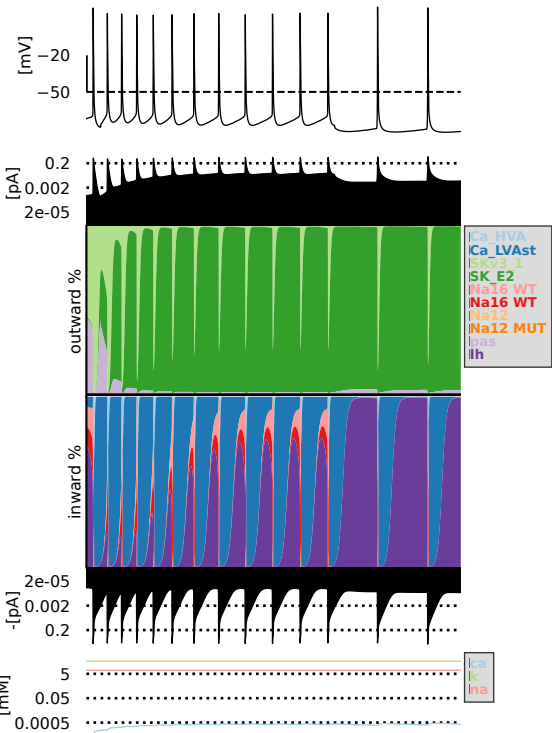 [mV]
−20
−50
[pA]
0.2
0.002
2e-05
outward %
Ca_HVA
Ca_LVAst
SKv3_1
SK_E2
Na16 WT
Na16 WT
Na12
Na12 MUT
pas
Ih
inward %
-[pA]
2e-05
0.002
0.2
[mM]
5
0.05
0.0005
ca
k
na